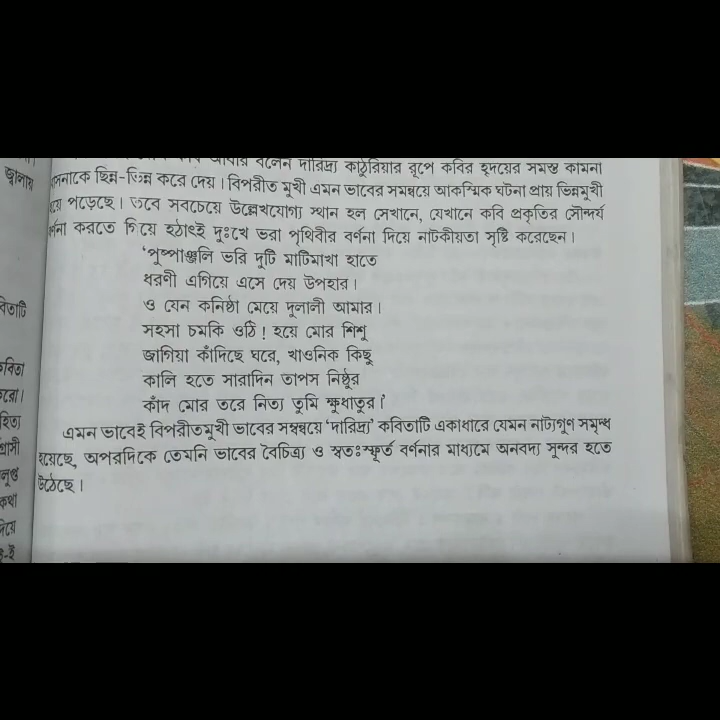 জ্বালায়
আবার বলেন দারিদ্র্য কাঠুরিয়ার রূপে কবির হৃদয়ের সমস্ত কামনা
বাসনাকে ছিন্ন-ভিন্ন করে দেয়। বিপরীত মুখী এমন ভাবের সমন্বয়ে আকস্মিক ঘটনা প্রায় ভিন্নমুখী
পড়েছে। তবে সবচেয়ে উল্লেখযোগ্য স্থান হল সেখানে, যেখানে কবি প্রকৃতির সৌন্দর্য
করতে গিয়ে হঠাৎই দুঃখে ভরা পৃথিবীর বর্ণনা দিয়ে নাটকীয়তা সৃষ্টি করেছেন।
'পুষ্পাঞ্জলি ভরি দুটি মাটিমাখা হাতে
ধরণী এগিয়ে এসে দেয় উপহার।
ও যেন কনিষ্ঠা মেয়ে দুলালী আমার।
সহসা চমকি ওঠি! হয়ে মোর শিশু
জাগিয়া কাঁদিছে ঘরে, খাওনিক কিছু
কালি হতে সারাদিন তাপস নিষ্ঠুর
কাঁদ মোর তরে নিত্য তুমি ক্ষুধাতুর।'
এমন ভাবেই বিপরীতমুখী ভাবের সমন্বয়ে 'দারিদ্র্য' কবিতাটি একাধারে যেমন নাট্যগুণ সমৃদ্ধ
হয়েছে, অপরদিকে তেমনি ভাবের বৈচিত্র্য ও স্বতঃস্ফূর্ত বর্ণনার মাধ্যমে অনবদ্য সুন্দর হতে
উঠেছে।